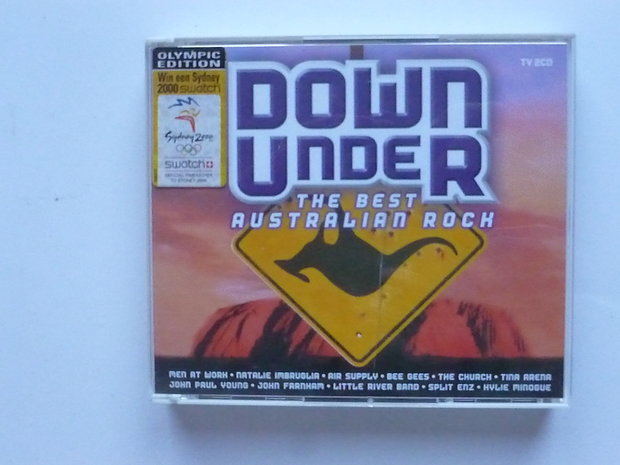 OLYMPIC
EDITION
Win een Sydney
2000 swatch
Sydney 2000
swatch
OFFICIAL TIMEKEEPER
TO SYDNEY 2000
TV 2CD
DOWN
UNDER
THE BEST
AUSTRALIAN ROCK
MEN AT WORK • NATALIE IMBRUGLIA • AIR SUPPLY • BEE GEES • THE CHURCH • TINA ARENA
JOHN PAUL YOUNG • JOHN FARNHAM • LITTLE RIVER BAND • SPLIT ENZ • KYLIE MINOGUE